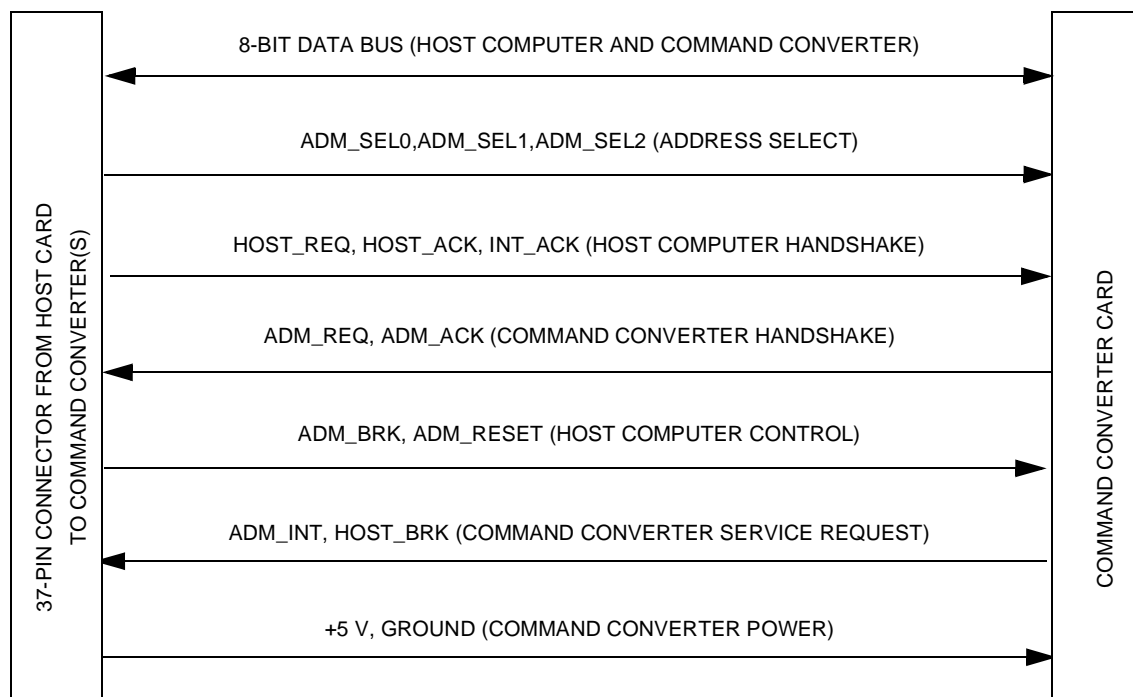 8-BIT DATA BUS (HOST COMPUTER AND COMMAND CONVERTER)
ADM_SEL0,ADM_SEL1,ADM_SEL2 (ADDRESS SELECT)
HOST_REQ, HOST_ACK, INT_ACK (HOST COMPUTER HANDSHAKE)
ADM_REQ, ADM_ACK (COMMAND CONVERTER HANDSHAKE)
ADM_BRK, ADM_RESET (HOST COMPUTER CONTROL)
ADM_INT, HOST_BRK (COMMAND CONVERTER SERVICE REQUEST)
+5 V, GROUND (COMMAND CONVERTER POWER)
37-PIN CONNECTOR FROM HOST CARD
TO COMMAND CONVERTER(S)
COMMAND CONVERTER CARD